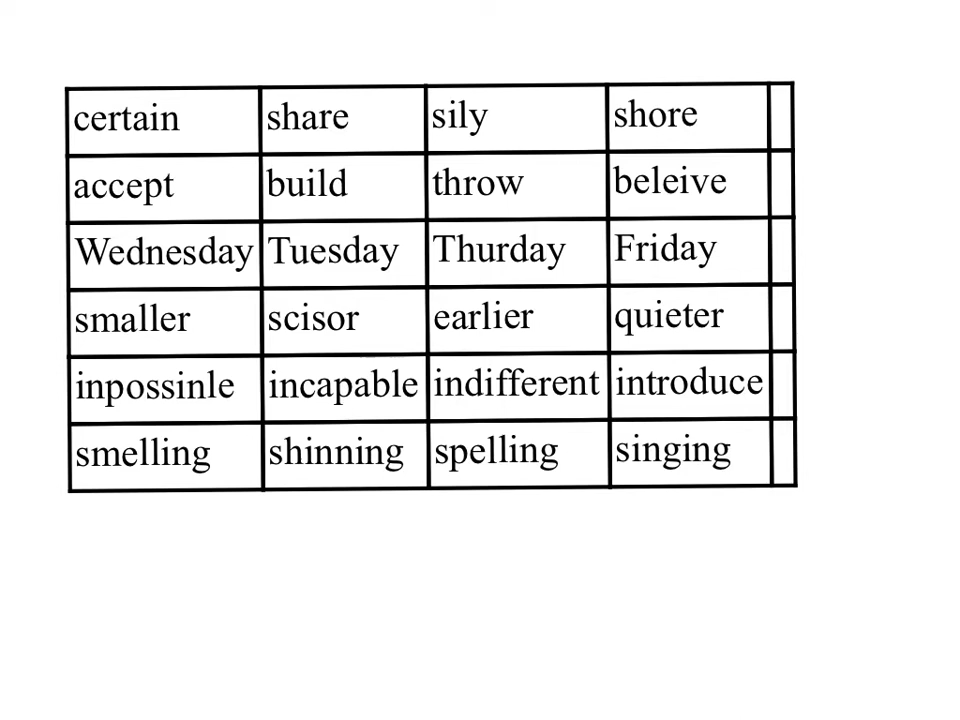 certain share sily shore
accept build throw beleive
Wednesday Tuesday Thurday Friday
smaller scisor earlier quieter
inpossinle incapable indifferent introduce
smelling shinning spelling singing